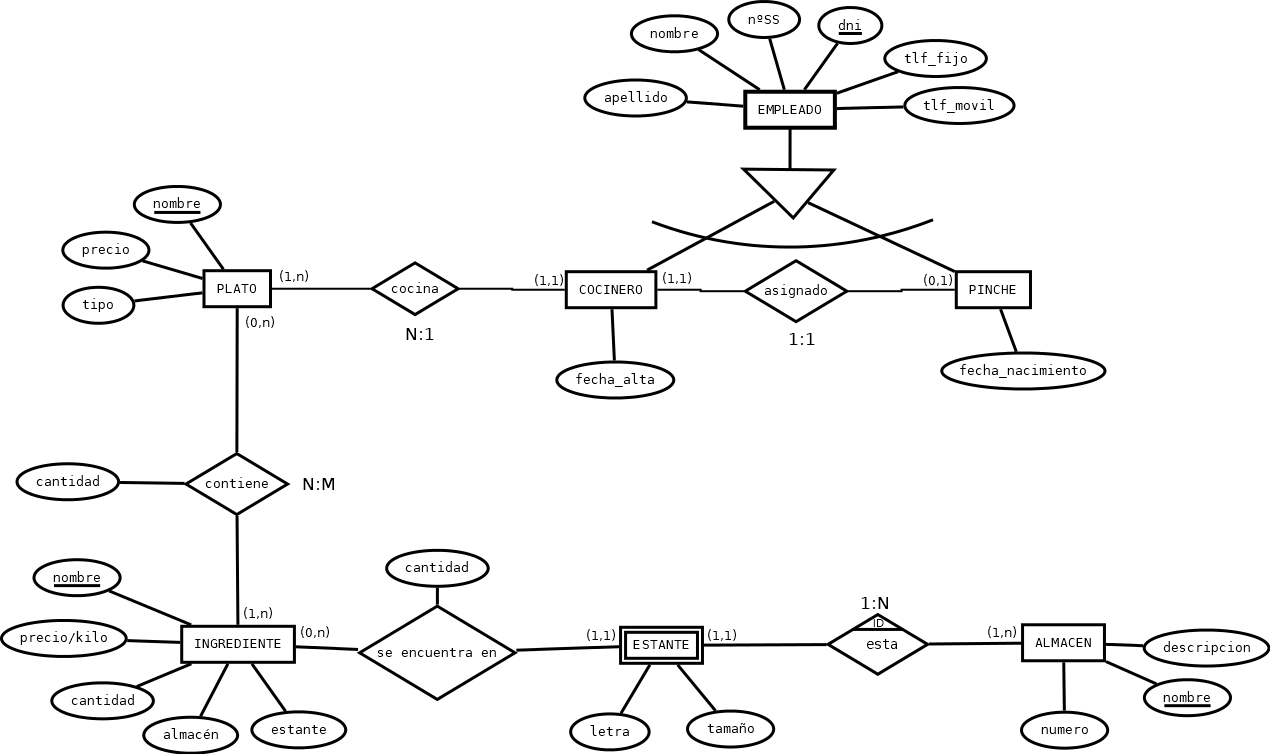 nºSS
dni
nombre
tlf_fijo
apellido
EMPLEADO
tlf_movil
nombre
precio
tipo
PLATO
(1,n)
(0,n)
cocina
N:1
(1,1)
COCINERO
(1,1)
asignado
1:1
(0,1)
PINCHE
fecha_alta
fecha_nacimiento
cantidad
contiene
N:M
nombre
precio/kilo
cantidad
almacén
estante
(1,n)
INGREDIENTE
(0,n)
cantidad
se encuentra en
(1,1)
ESTANTE
(1,1)
letra
tamaño
1:N
ID
esta
(1,n)
ALMACEN
descripcion
nombre
numero